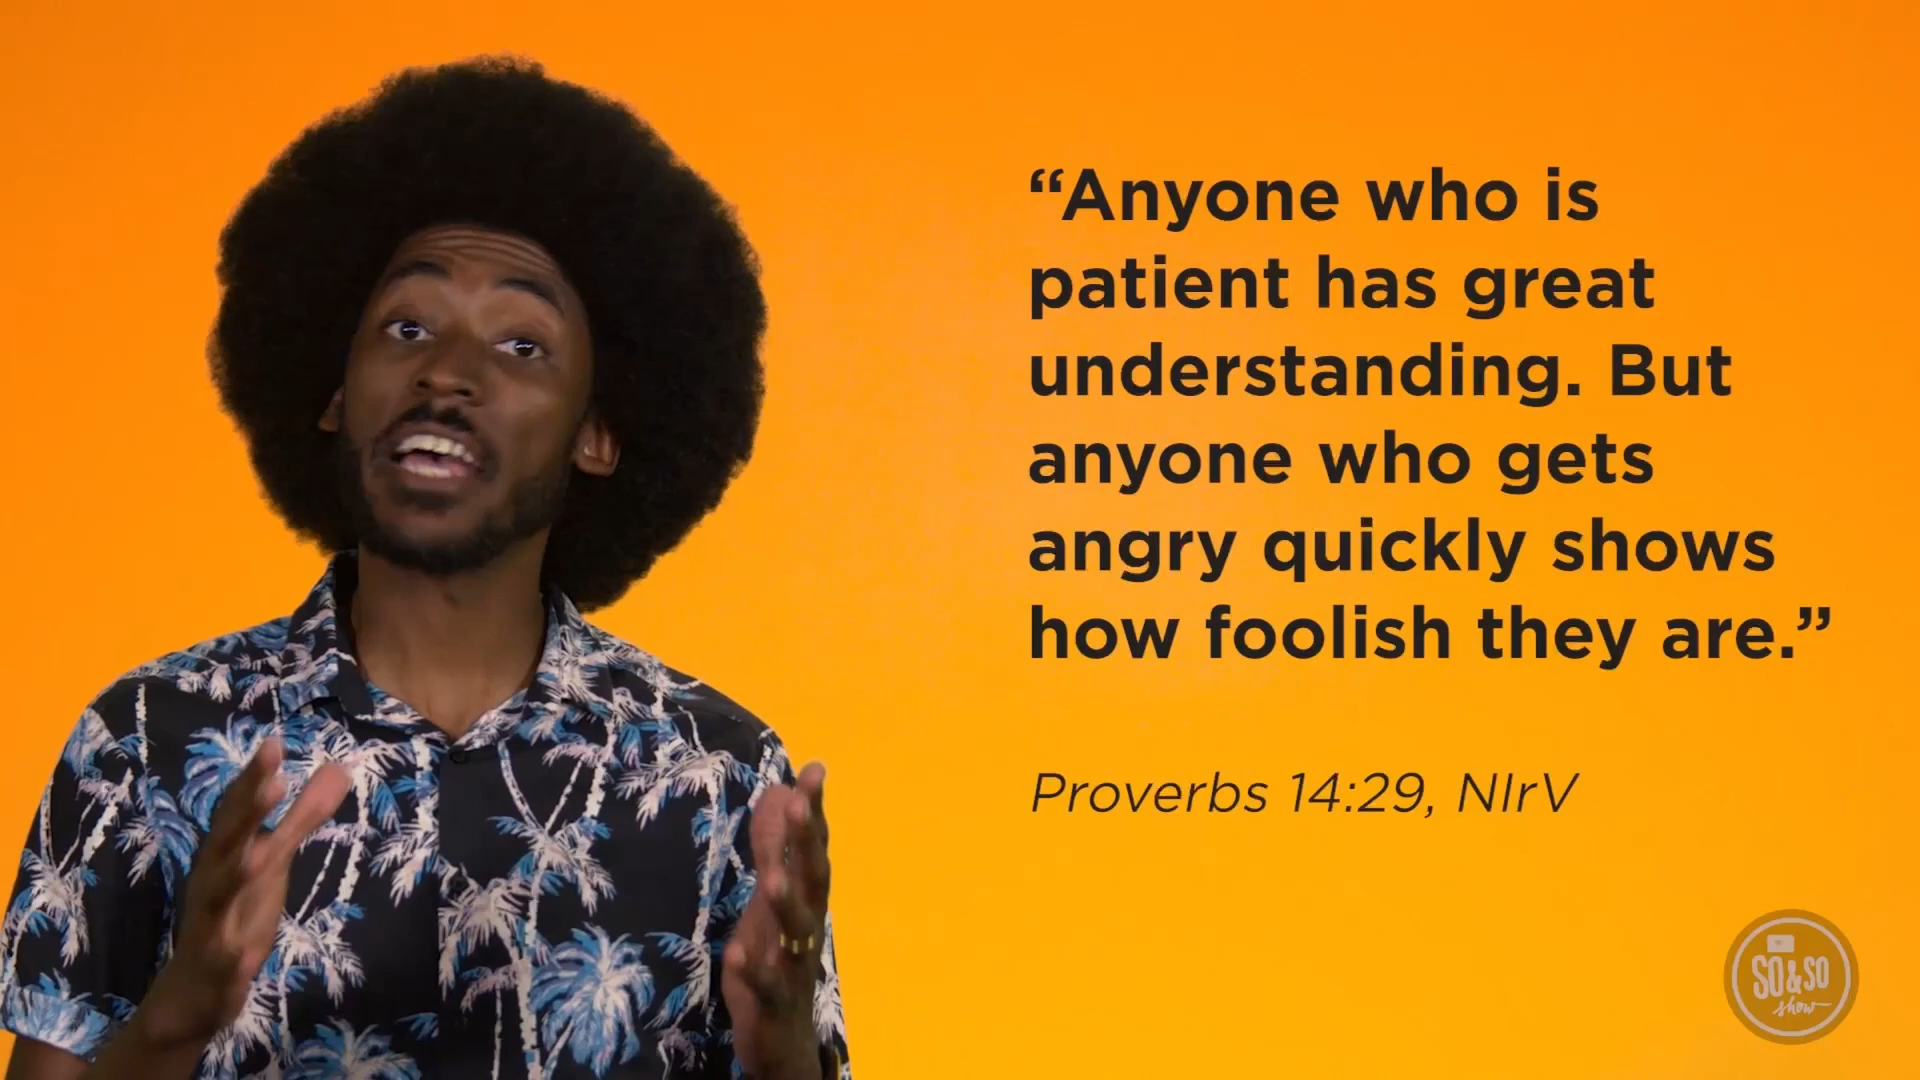 “Anyone who is
patient has great
understanding. But
anyone who gets
angry quickly shows
how foolish they are.”
Proverbs 14:29, NIrV
SO & SO
show